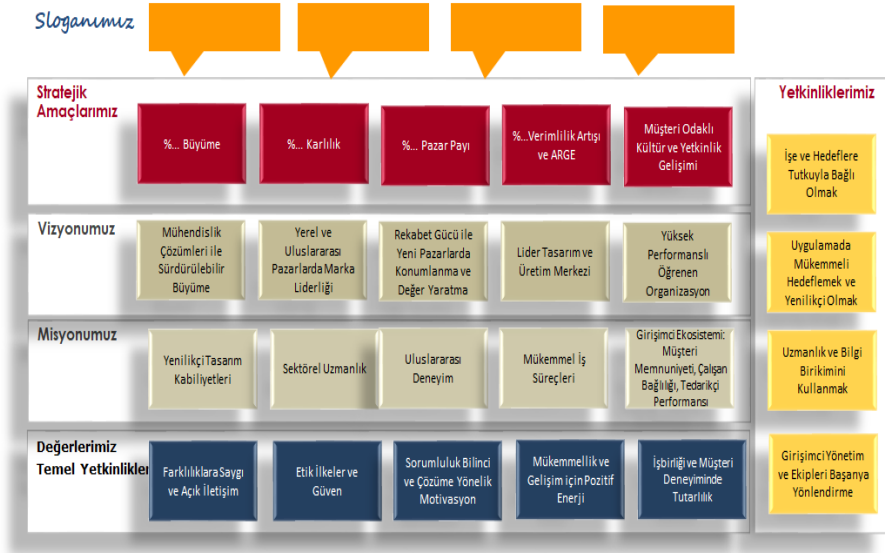 Sloganımız
Stratejik
Amaçlarımız
%... Büyüme
%... Karlılık
%... Pazar Payı
%...Verimlilik Artışı
ve ARGE
Müşteri Odaklı
Kültür ve Yetkinlik
Gelişimi
Vizyonumuz
Mühendislik
Çözümleri ile
Sürdürülebilir
Büyüme
Yerel ve
Uluslararası
Pazarlarda Marka
Liderliği
Rekabet Gücü ile
Yeni Pazarlarda
Konumlanma ve
Değer Yaratma
Lider Tasarım ve
Üretim Merkezi
Yüksek
Performanslı
Öğrenen
Organizasyon
Misyonumuz
Yenilikçi Tasarım
Kabiliyetleri
Sektörel Uzmanlık
Uluslararası
Deneyim
Mükemmel İş
Süreçleri
Girişimci Ekosistemi:
Müşteri
Memnuniyeti, Çalışan
Bağlılığı, Tedarikçi
Performansı
Değerlerimiz
Temel Yetkinlikler
Farklılıklara Saygı
ve Açık İletişim
Etik İlkeler ve
Güven
Sorumluluk Bilinci
ve Çözüme Yönelik
Motivasyon
Mükemmellik ve
Gelişim için Pozitif
Enerji
İşbirliği ve Müşteri
Deneyiminde
Tutarlılık
Yetkinliklerimiz
İşe ve Hedeflere
Tutkuyla Bağlı
Olmak
Uygulamada
Mükemmeli
Hedeflemek ve
Yenilikçi Olmak
Uzmanlık ve Bilgi
Birikimini
Kullanmak
Girişimci Yönetim
ve Ekipleri Başarıya
Yönlendirme